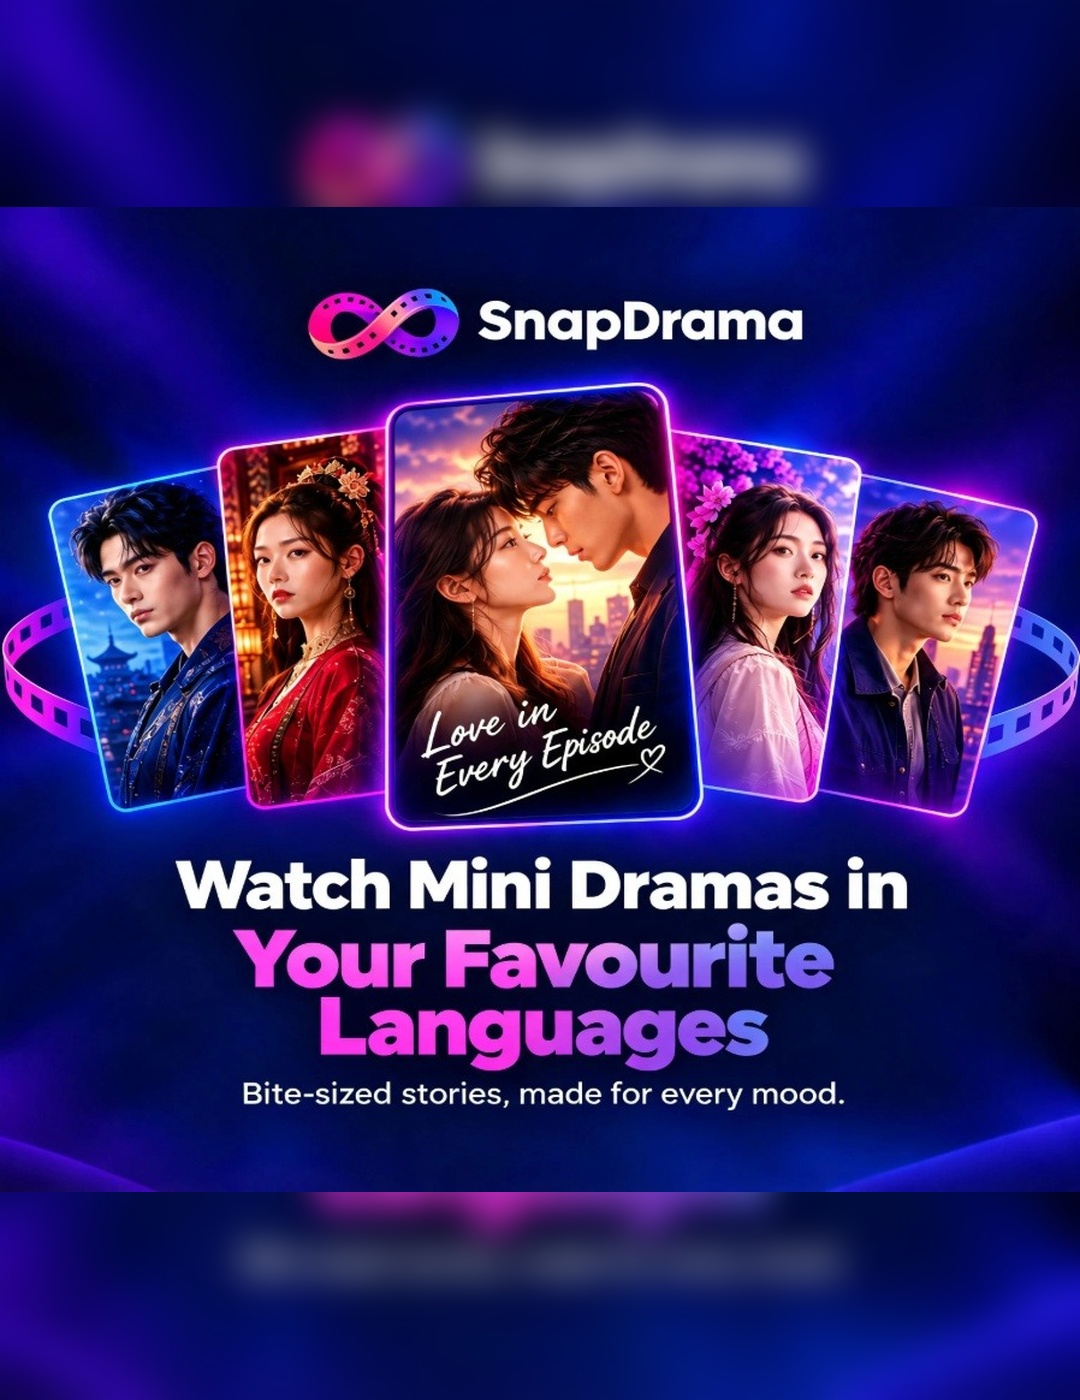 SnapDrama
Love in
Every Episode
Watch Mini Dramas in
Your Favourite
Languages
Bite-sized stories, made for every mood.